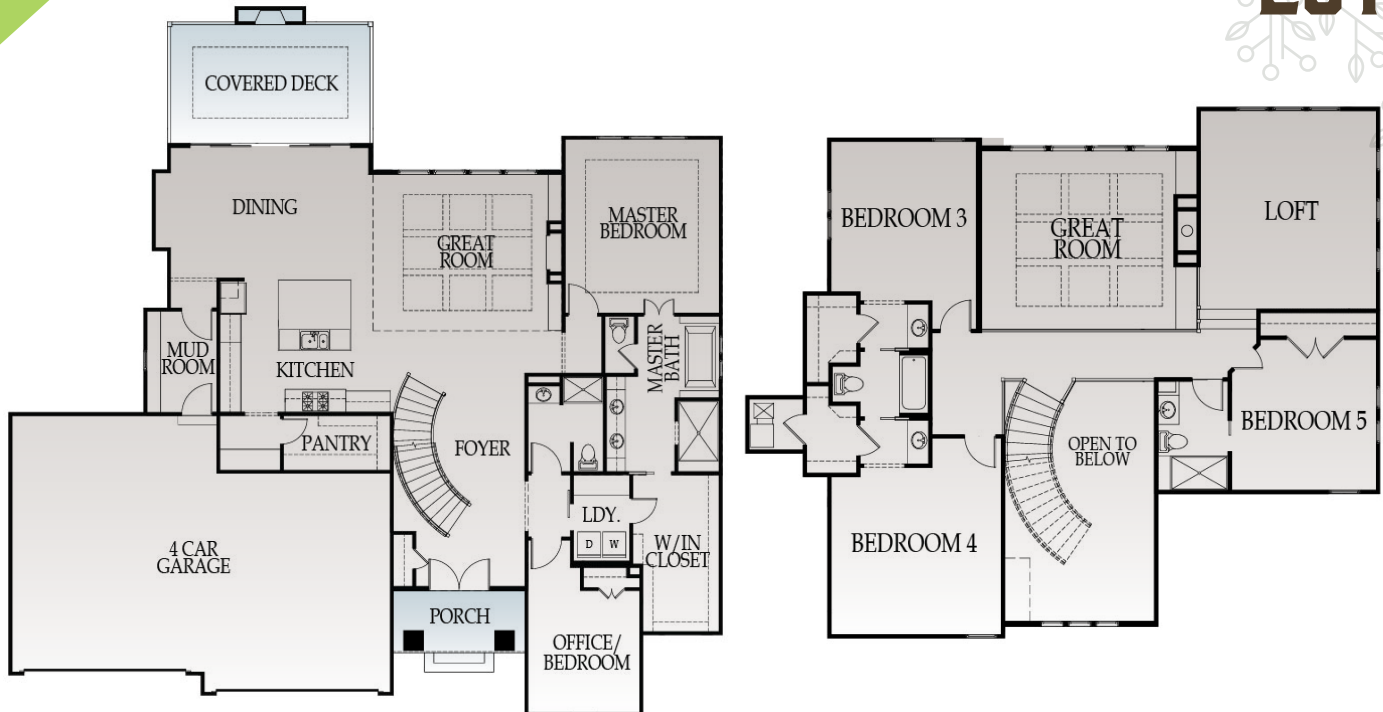 COVERED DECK
DINING
GREAT
ROOM
MASTER
BEDROOM
MUD
ROOM
KITCHEN
MASTER
BATH
PANTRY
FOYER
LDY.
D W
W/IN
CLOSET
4 CAR
GARAGE
PORCH
OFFICE/
BEDROOM
BEDROOM 3
GREAT
ROOM
LOFT
BEDROOM 5
OPEN TO
BELOW
BEDROOM 4